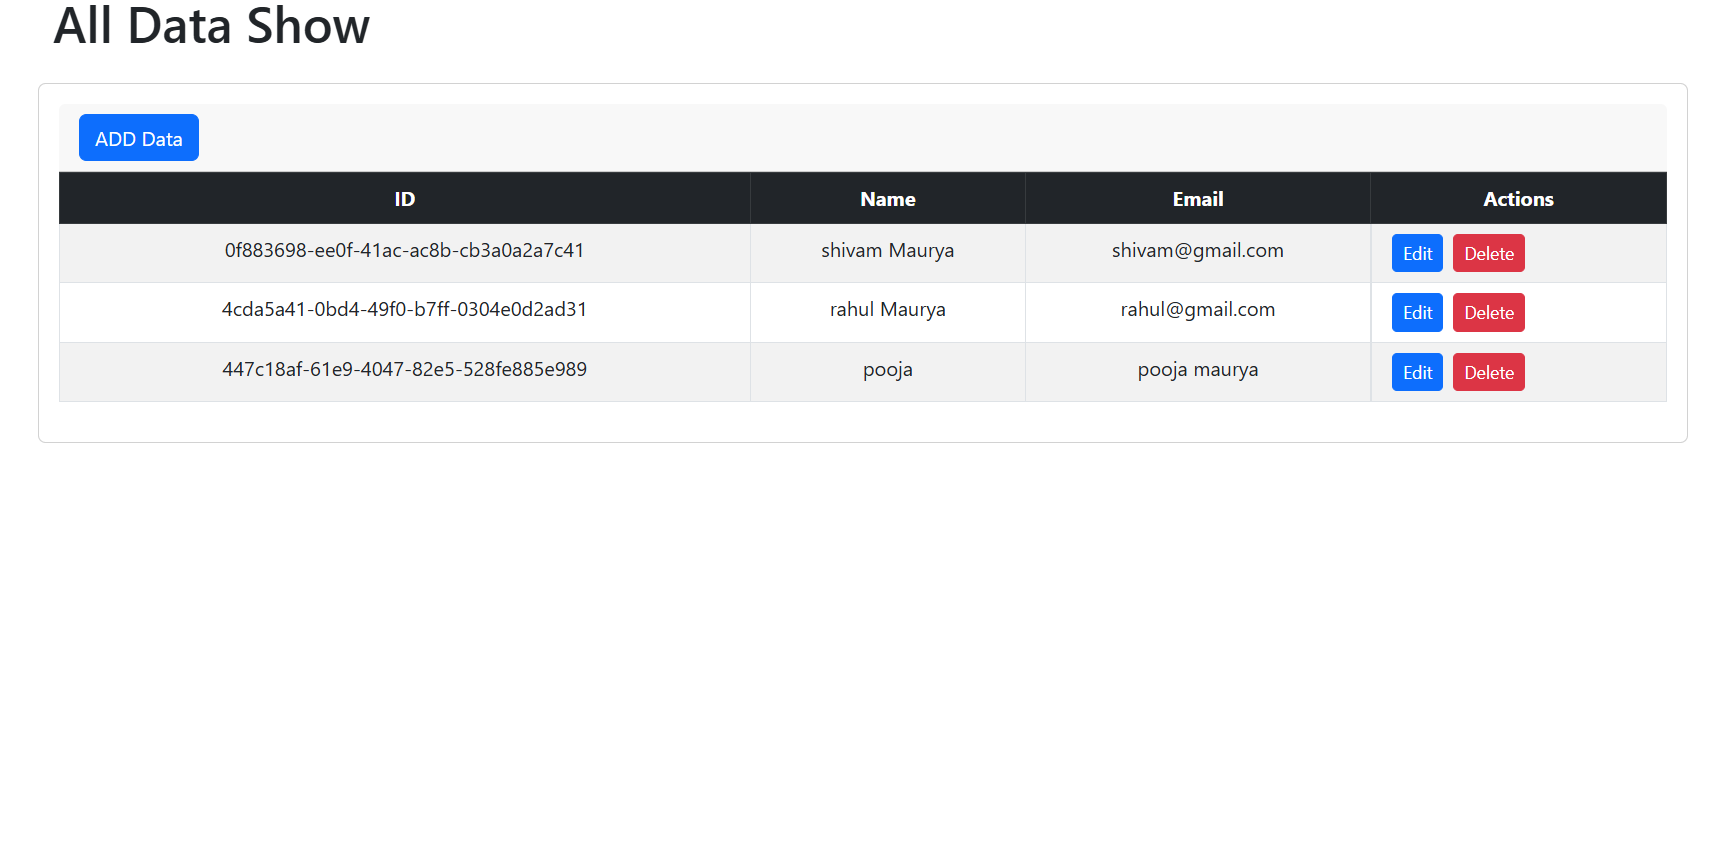 All Data Show
ADD Data
ID Name Email Actions
0f883698-ee0f-41ac-ac8b-cb3a0a2a7c41 shivam Maurya shivam@gmail.com Edit Delete
4cda5a41-0bd4-49f0-b7ff-0304e0d2ad31 rahul Maurya rahul@gmail.com Edit Delete
447c18af-61e9-4047-82e5-528fe885e989 pooja pooja maurya Edit Delete